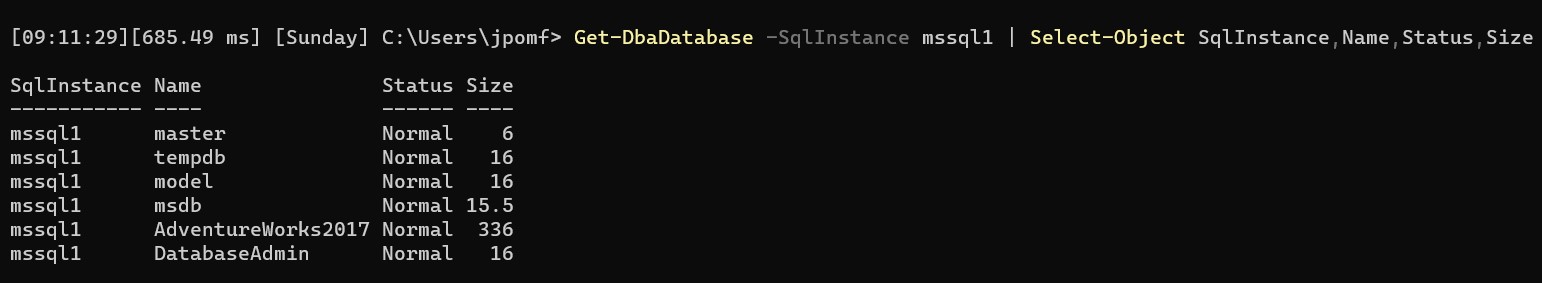 [09:11:29][685.49 ms] [Sunday] C:\Users\jpomf> Get-DbaDatabase -SqlInstance mssql1 | Select-Object SqlInstance,Name,Status,Size
SqlInstance Name               Status Size
----------- ----               ------ ----
mssql1      master             Normal    6
mssql1      tempdb             Normal   16
mssql1      model              Normal   16
mssql1      msdb               Normal 15.5
mssql1      AdventureWorks2017 Normal  336
mssql1      DatabaseAdmin      Normal   16